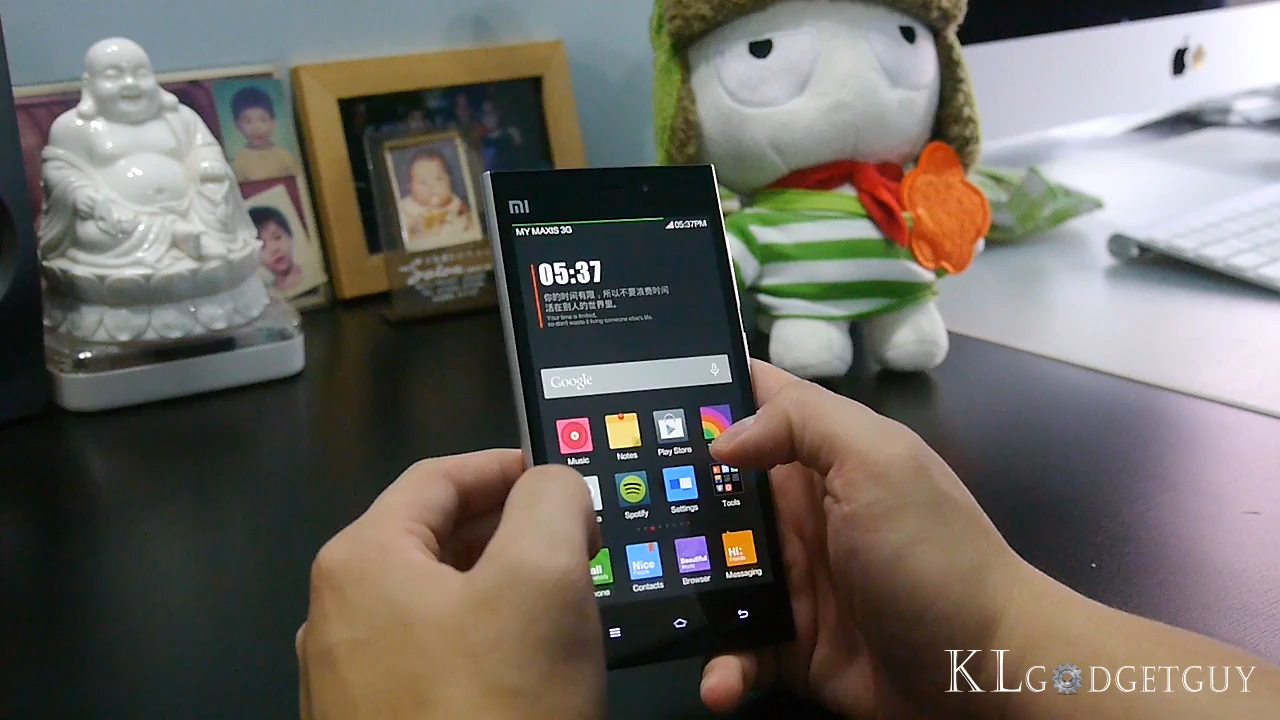 MI
MY MAXIS 3G
05:37PM
05:37
你的时间有限，所以不要浪费时间
活在别人的世界里。
Your time is limited,
so don't waste it living someone else's life.
Google
Music
Notes
Play Store
Spotify
Settings
Tools
Nice
Beautiful
Hi:
Contacts
Browser
Messaging
KLGADGETGUY